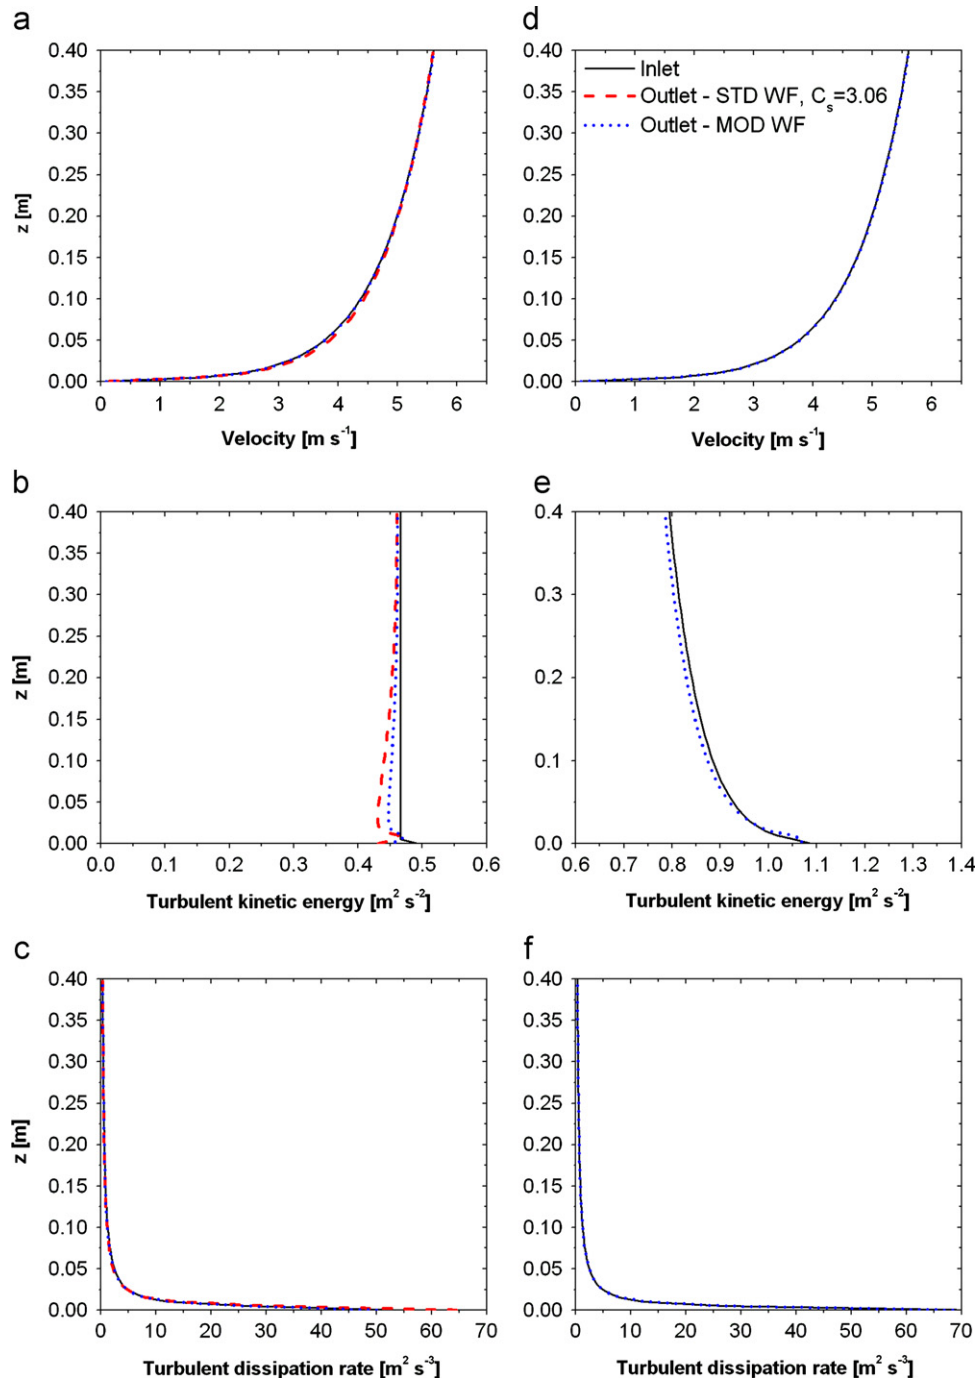 a
0.40
0.35
0.30
0.25
0.20
0.15
0.10
0.05
0.00
z [m]
0 1 2 3 4 5 6
Velocity [m s⁻¹]
d
Inlet
Outlet - STD WF, Cₛ=3.06
Outlet - MOD WF
0.40
0.35
0.30
0.25
0.20
0.15
0.10
0.05
0.00
0 1 2 3 4 5 6
Velocity [m s⁻¹]
b
0.40
0.35
0.30
0.25
0.20
0.15
0.10
0.05
0.00
z [m]
0.0 0.1 0.2 0.3 0.4 0.5 0.6
Turbulent kinetic energy [m² s⁻²]
e
0.4
0.3
0.2
0.1
0.0
0.6 0.7 0.8 0.9 1.0 1.1 1.2 1.3 1.4
Turbulent kinetic energy [m² s⁻²]
c
0.40
0.35
0.30
0.25
0.20
0.15
0.10
0.05
0.00
z [m]
0 10 20 30 40 50 60 70
Turbulent dissipation rate [m² s⁻³]
f
0.40
0.35
0.30
0.25
0.20
0.15
0.10
0.05
0.00
0 10 20 30 40 50 60 70
Turbulent dissipation rate [m² s⁻³]